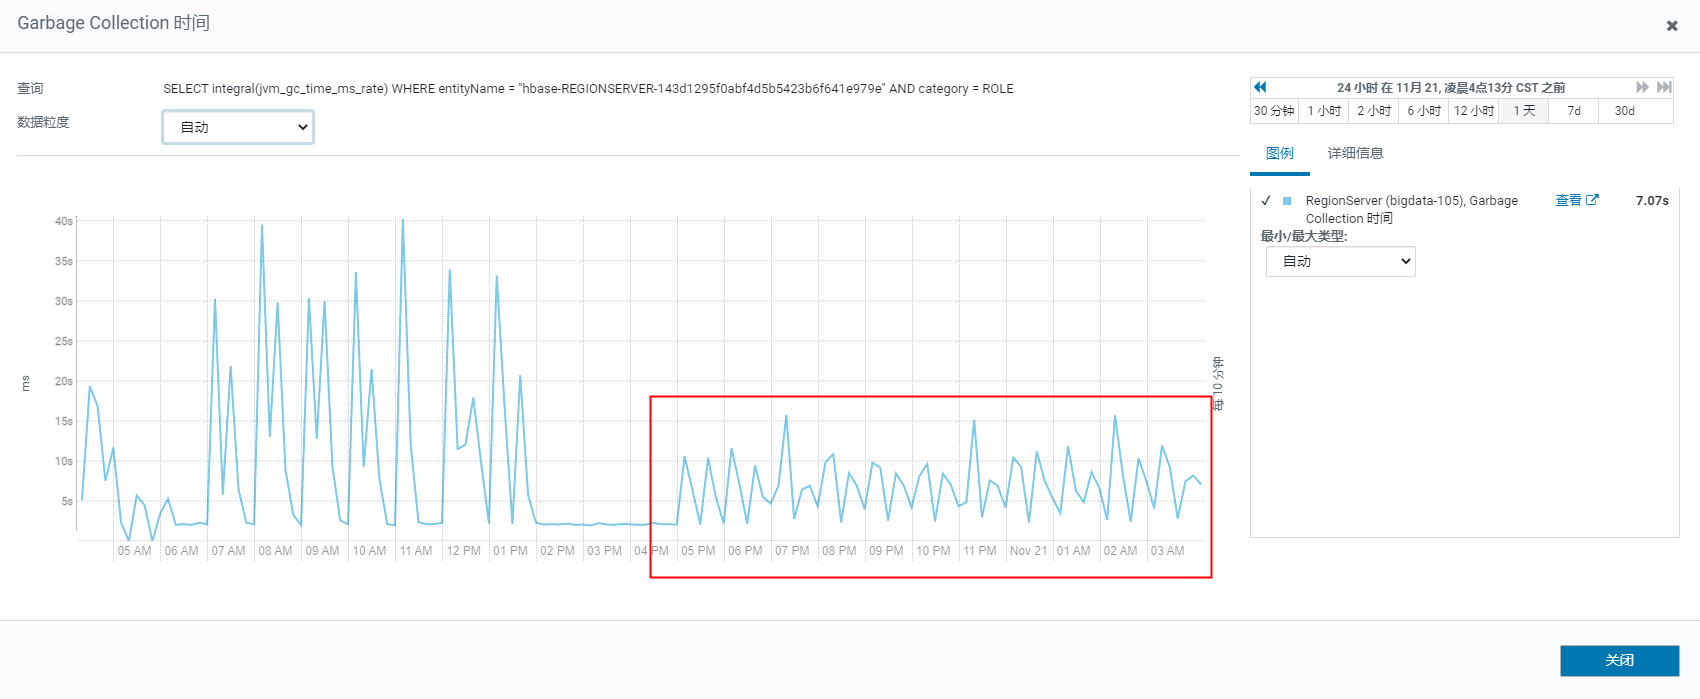 Garbage Collection 时间
查询
SELECT integral(jvm_gc_time_ms_rate) WHERE entityName = "hbase-REGIONSERVER-143d1295f0abf4d5b5423b6f641e979e" AND category = ROLE
数据粒度
自动
24 小时 在 11月 21, 凌晨4点13分 CST 之前
30 分钟 1 小时 2 小时 6 小时 12 小时 1 天 7d 30d
图例 详细信息
RegionServer (bigdata-105), Garbage Collection 时间 查看 7.07s
最小/最大类型:
自动
40s
35s
30s
25s
20s
15s
10s
5s
ms
每 10 分钟
05 AM 06 AM 07 AM 08 AM 09 AM 10 AM 11 AM 12 PM 01 PM 02 PM 03 PM 04 PM 05 PM 06 PM 07 PM 08 PM 09 PM 10 PM 11 PM Nov 21 01 AM 02 AM 03 AM
关闭